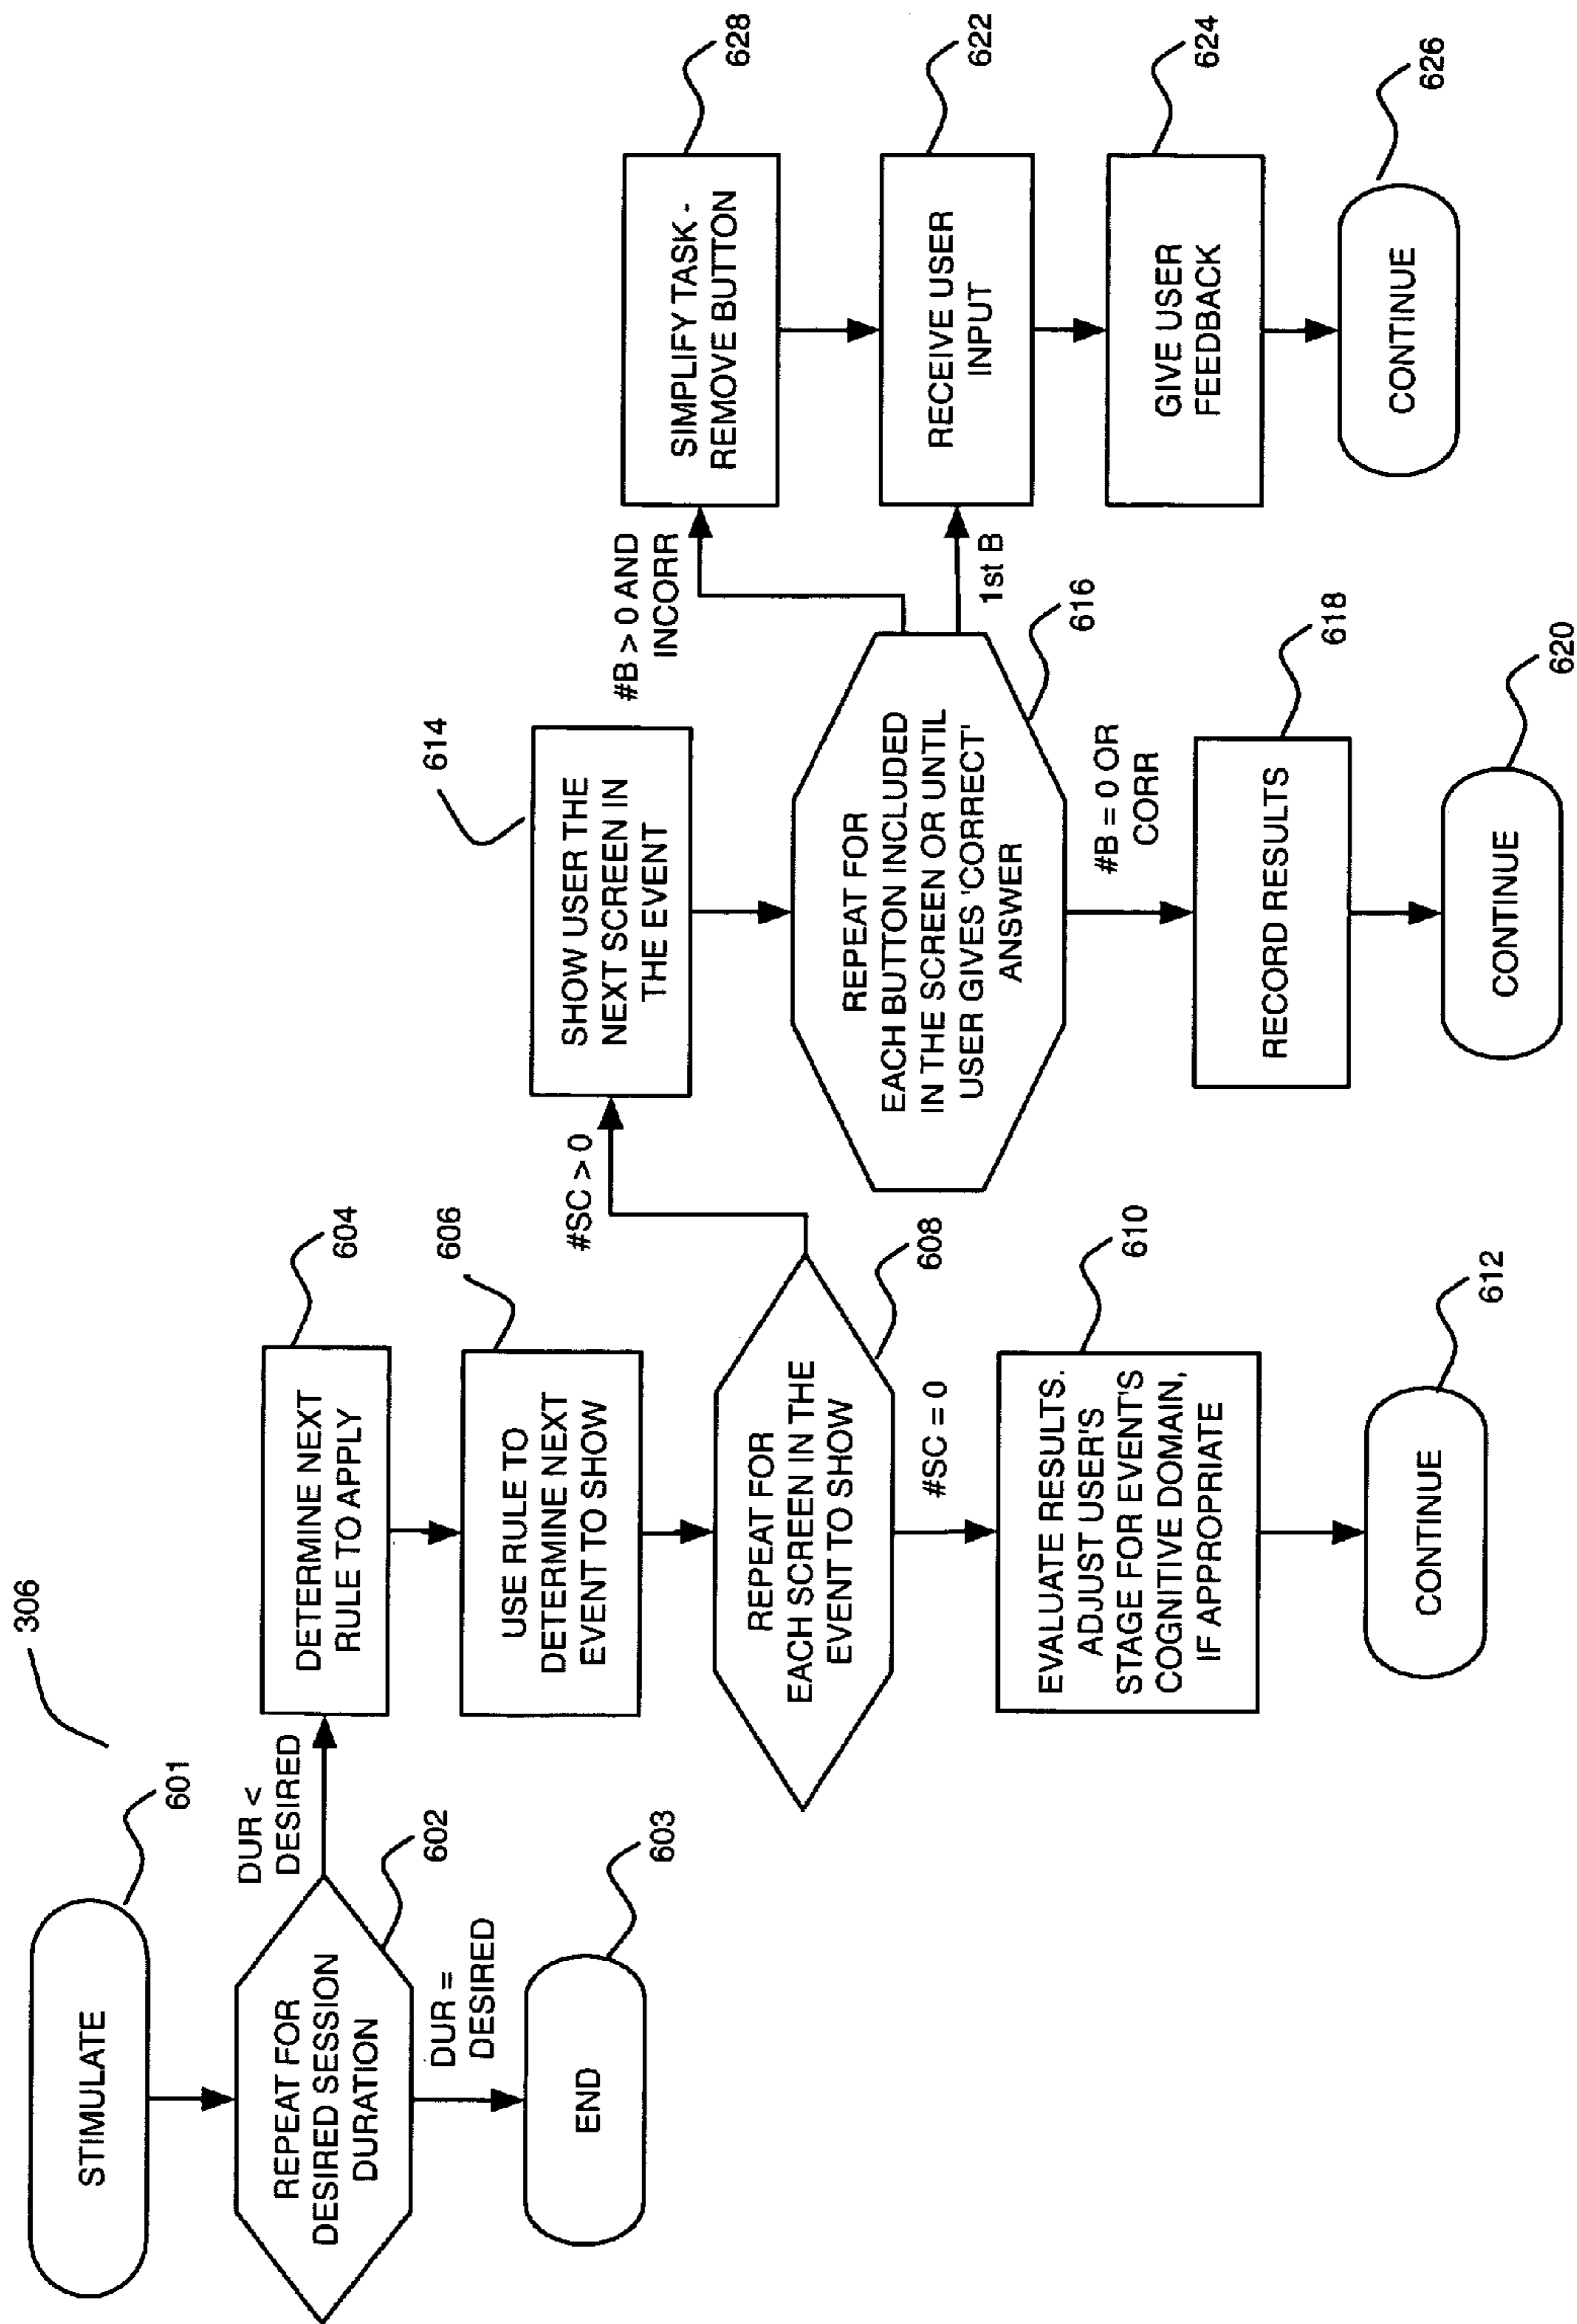 306
STIMULATE
601
REPEAT FOR
DESIRED SESSION
DURATION
602
DUR <
DESIRED
DUR =
DESIRED
END
603
DETERMINE NEXT
RULE TO APPLY
604
USE RULE TO
DETERMINE NEXT
EVENT TO SHOW
606
REPEAT FOR
EACH SCREEN IN THE
EVENT TO SHOW
608
#SC > 0
#SC = 0
EVALUATE RESULTS.
ADJUST USER'S
STAGE FOR EVENT'S
COGNITIVE DOMAIN,
IF APPROPRIATE
610
CONTINUE
612
614
SHOW USER THE
NEXT SCREEN IN
THE EVENT
REPEAT FOR
EACH BUTTON INCLUDED
IN THE SCREEN OR UNTIL
USER GIVES 'CORRECT'
ANSWER
616
#B > 0 AND
INCORR
1st B
#B = 0 OR
CORR
RECORD RESULTS
618
CONTINUE
620
SIMPLIFY TASK -
REMOVE BUTTON
628
RECEIVE USER
INPUT
622
GIVE USER
FEEDBACK
624
CONTINUE
626